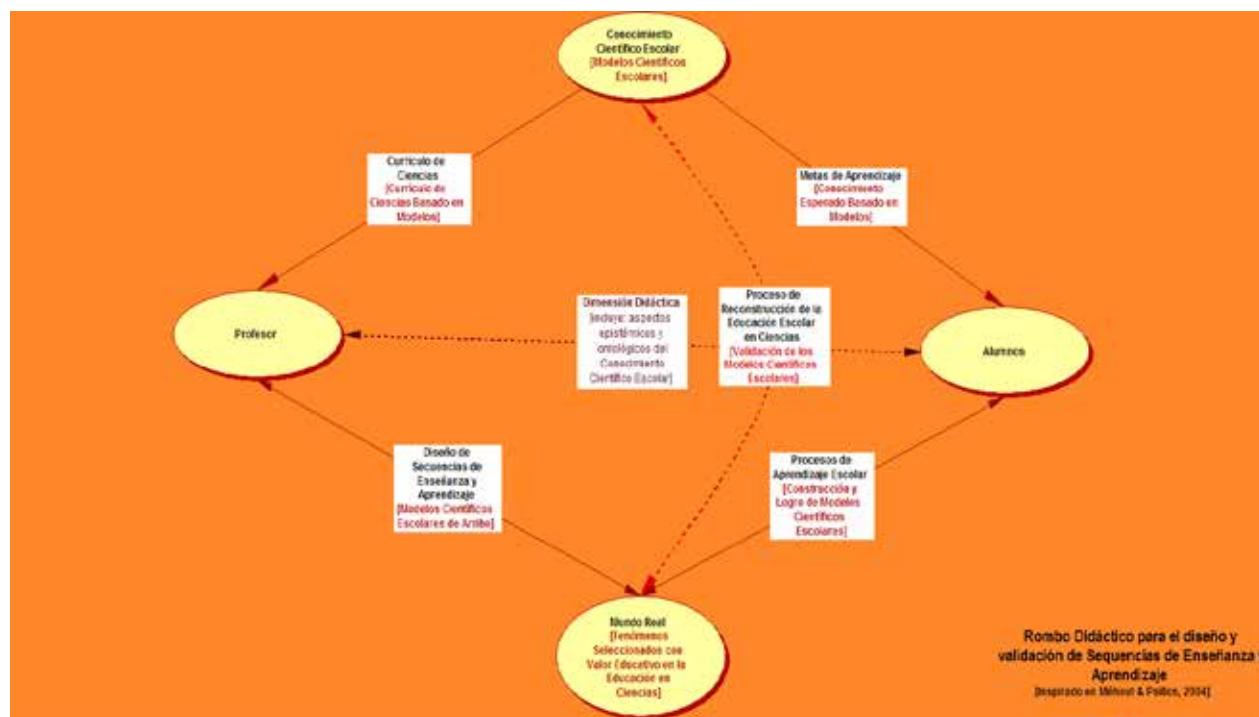 Conocimiento
Científico Escolar
[Modelos Científicos
Escolares]
Currículo de
Ciencias
[Currículo de
Ciencias Basado en
Modelos]
Metas de Aprendizaje
[Conocimiento
Esperado Basado en
Modelos]
Profesor
Dimensión Didáctica
[incluye: aspectos
epistémicos y
ontológicos del
Conocimiento
Científico Escolar]
Proceso de
Reconstrucción de la
Educación Escolar
en Ciencias
[Validación de los
Modelos Científicos
Escolares]
Alumnos
Diseño de
Secuencias de
Enseñanza y
Aprendizaje
[Modelos Científicos
Escolares de Arribo]
Procesos de
Aprendizaje Escolar
[Construcción y
Logro de Modelos
Científicos
Escolares]
Mundo Real
[Fenómenos
Seleccionados con
Valor Educativo en la
Educación en
Ciencias]
Rombo Didáctico para el diseño y
validación de Sequencias de Enseñanza y
Aprendizaje
[Inspirado en Méheut & Psillos, 2004]